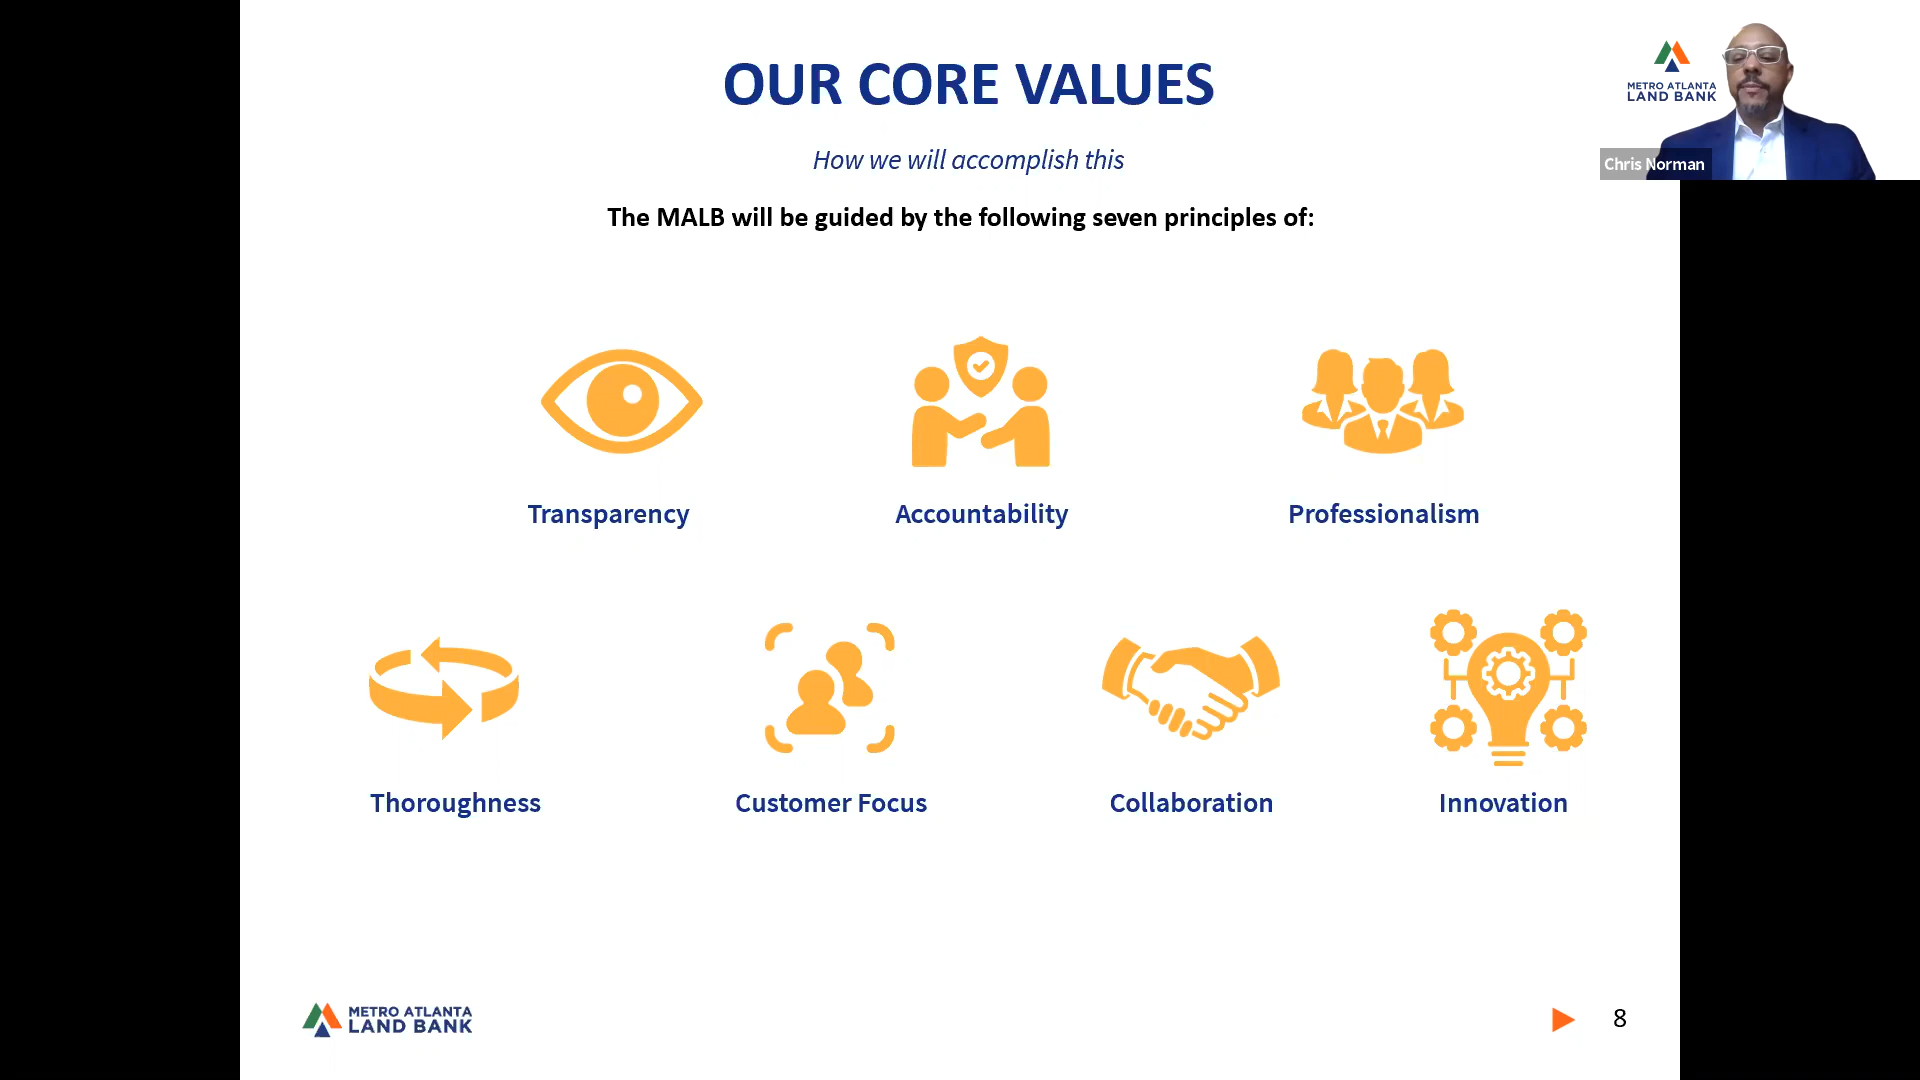 OUR CORE VALUES
How we will accomplish this
The MALB will be guided by the following seven principles of:
METRO ATLANTA
LAND BANK
Chris Norman
Transparency
Accountability
Professionalism
Thoroughness
Customer Focus
Collaboration
Innovation
METRO ATLANTA
LAND BANK
8